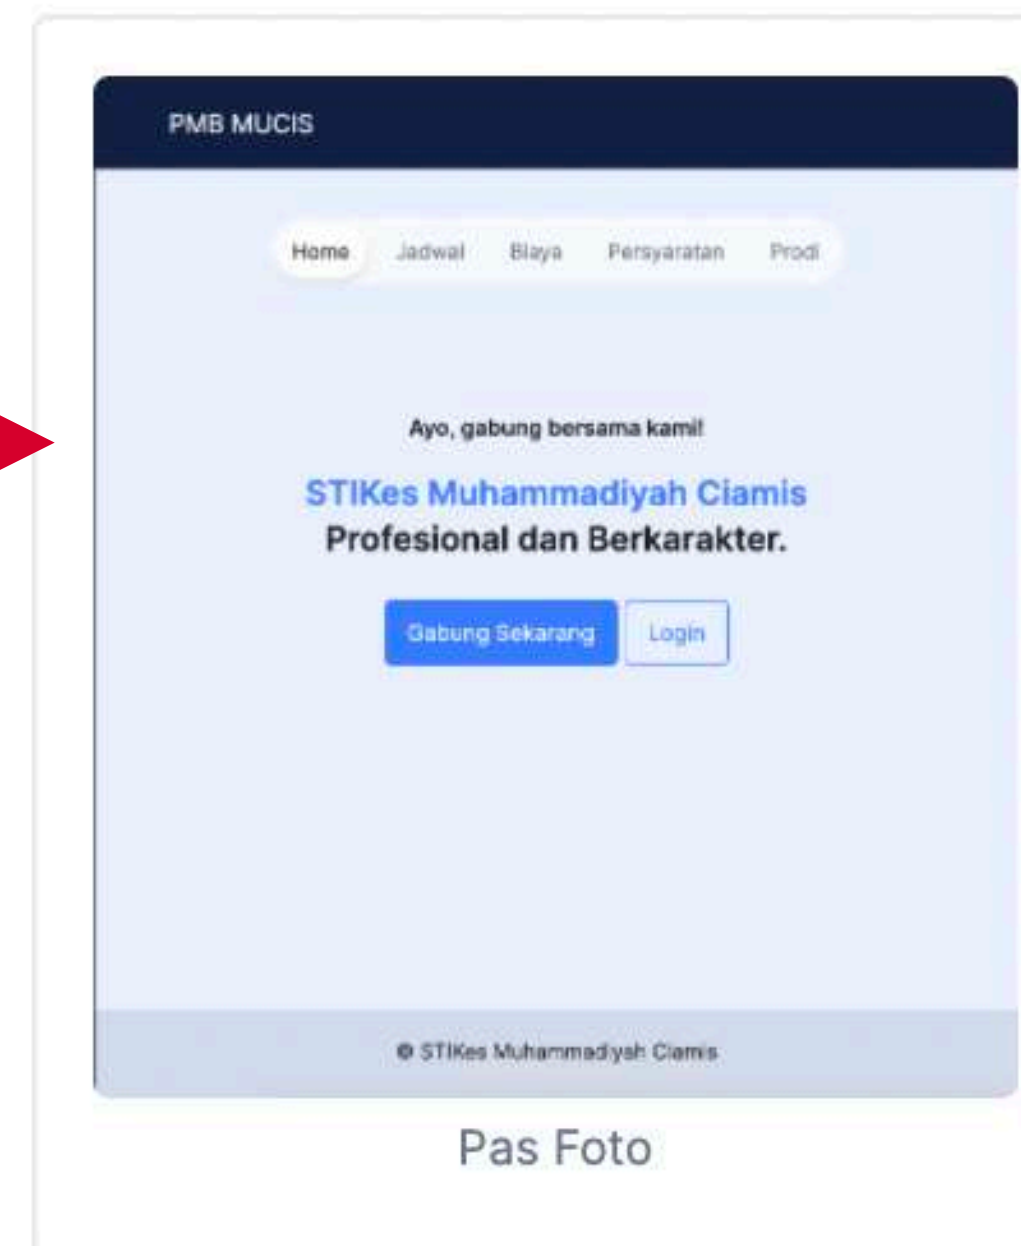 PMB MUCIS
Home Jadwal Biaya Persyaratan Prodi
Ayo, gabung bersama kami!
STIKes Muhammadiyah Ciamis
Profesional dan Berkarakter.
Gabung Sekarang Login
© STIKes Muhammadiyah Ciamis
Pas Foto